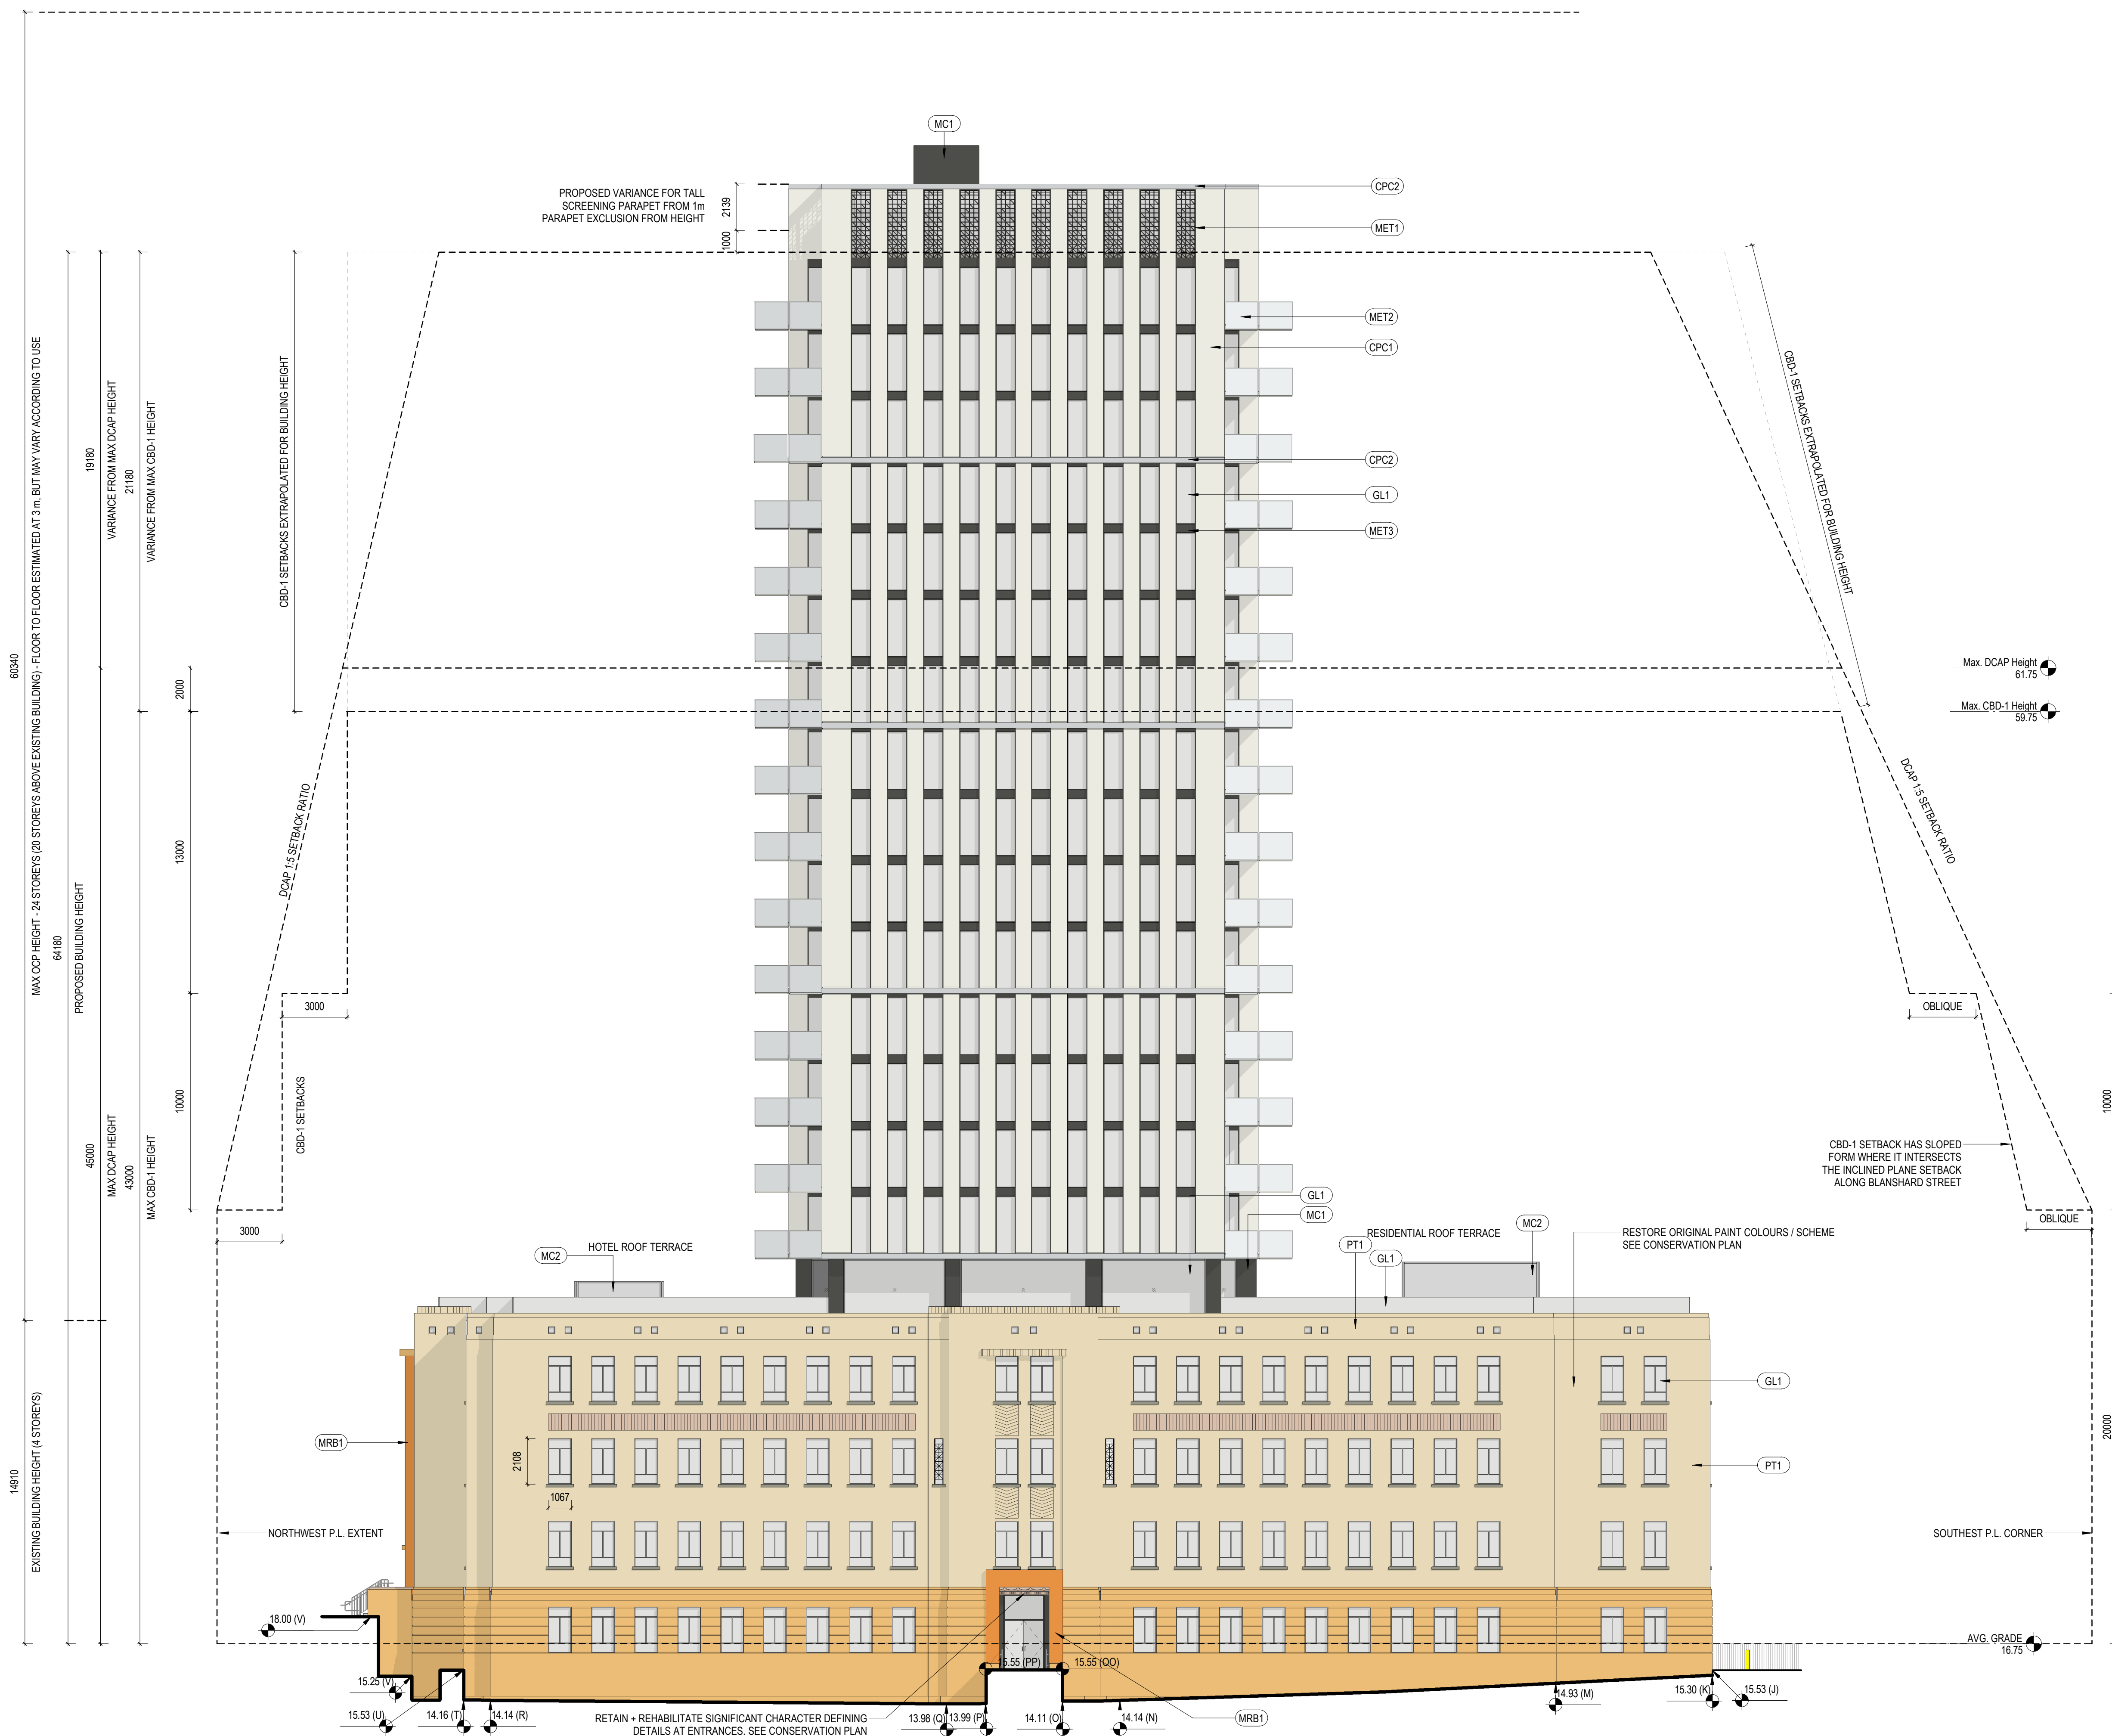 MC1
PROPOSED VARIANCE FOR TALL
SCREENING PARAPET FROM 1m
PARAPET EXCLUSION FROM HEIGHT
2139
1000
CPC2
MET1
MET2
CPC1
CPC2
GL1
MET3
60340
MAX OCP HEIGHT - 24 STOREYS (20 STOREYS ABOVE EXISTING BUILDING) - FLOOR TO FLOOR ESTIMATED AT 3 m, BUT MAY VARY ACCORDING TO USE
64180
PROPOSED BUILDING HEIGHT
19180
VARIANCE FROM MAX DCAP HEIGHT
21180
VARIANCE FROM MAX CBD-1 HEIGHT
CBD-1 SETBACKS EXTRAPOLATED FOR BUILDING HEIGHT
2000
13000
10000
45000
MAX DCAP HEIGHT
43000
MAX CBD-1 HEIGHT
DCAP 1:5 SETBACK RATIO
3000
CBD-1 SETBACKS
3000
CBD-1 SETBACKS EXTRAPOLATED FOR BUILDING HEIGHT
Max. DCAP Height
61.75
Max. CBD-1 Height
59.75
DCAP 1:5 SETBACK RATIO
OBLIQUE
10000
CBD-1 SETBACK HAS SLOPED
FORM WHERE IT INTERSECTS
THE INCLINED PLANE SETBACK
ALONG BLANSHARD STREET
OBLIQUE
GL1
MC1
MC2
HOTEL ROOF TERRACE
RESIDENTIAL ROOF TERRACE
PT1
GL1
MC2
RESTORE ORIGINAL PAINT COLOURS / SCHEME
SEE CONSERVATION PLAN
14910
EXISTING BUILDING HEIGHT (4 STOREYS)
MRB1
2108
1067
GL1
PT1
20000
NORTHWEST P.L. EXTENT
SOUTHEST P.L. CORNER
18.00 (V)
AVG. GRADE
16.75
15.25 (V)
15.55 (PP)
15.55 (OO)
15.53 (U)
14.16 (T)
14.14 (R)
RETAIN + REHABILITATE SIGNIFICANT CHARACTER DEFINING
DETAILS AT ENTRANCES. SEE CONSERVATION PLAN
13.98 (Q)
13.99 (P)
14.11 (O)
14.14 (N)
MRB1
14.93 (M)
15.30 (K)
15.53 (J)